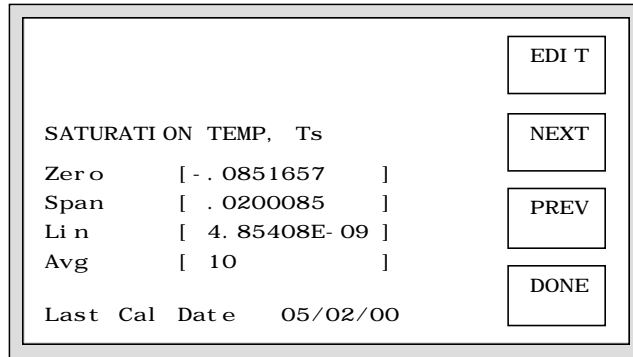 EDIT
SATURATION TEMP, Ts
NEXT
Zero [-.0851657 ]
Span [ .0200085 ]
PREV
Lin [ 4.85408E-09 ]
Avg [ 10 ]
DONE
Last Cal Date 05/02/00